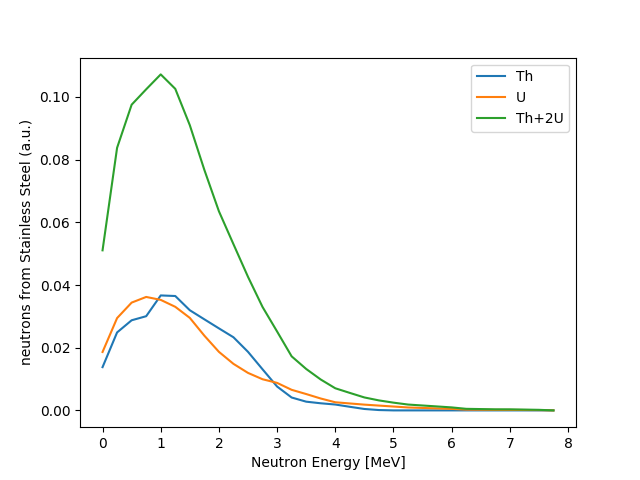 Th
U
Th+2U
neutrons from Stainless Steel (a.u.)
0.10
0.08
0.06
0.04
0.02
0.00
0 1 2 3 4 5 6 7 8
Neutron Energy [MeV]